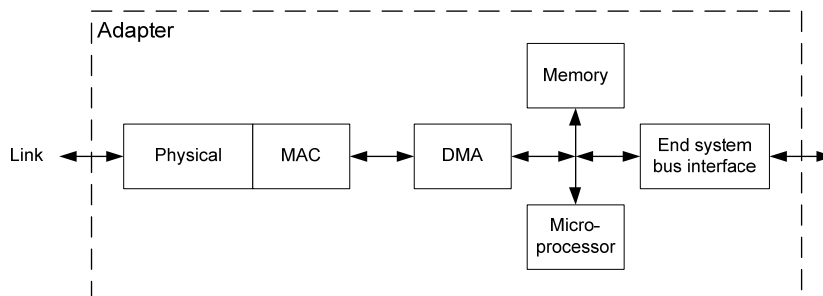 Adapter
Memory
Link
Physical
MAC
DMA
End system
bus interface
Micro-
processor